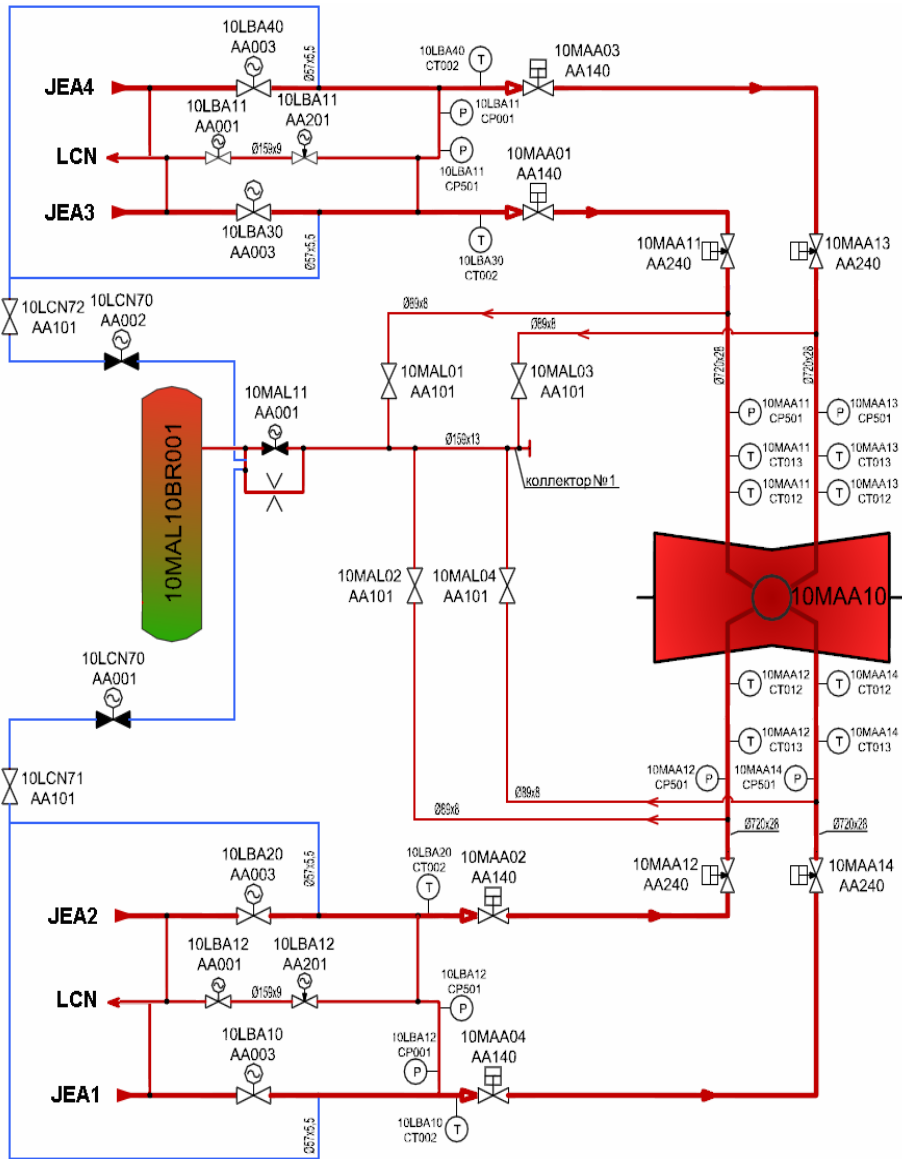 10LBA40
AA003
Ø57x5,5
10LBA11
AA201
10LBA40
CT002
T
10MAA03
AA140
JEA4
10LBA11
AA001
P
10LBA11
CP001
LCN
Ø159x9
P
10LBA11
CP501
10MAA01
AA140
JEA3
10LBA30
AA003
Ø57x5,5
T
10LBA30
CT002
10MAA11
AA240
10MAA13
AA240
10LCN72
AA101
10LCN70
AA002
Ø89x8
Ø89x8
Ø720x28
Ø720x28
10MAL01
AA101
10MAL03
AA101
10MAL11
AA001
P
10MAA11
CP501
P
10MAA13
CP501
Ø159x13
T
10MAA11
CT013
T
10MAA13
CT013
коллектор №1
T
10MAA11
CT012
T
10MAA13
CT012
10MAL10BR001
10MAL02
AA101
10MAL04
AA101
10MAA10
10LCN70
AA001
T
10MAA12
CT012
T
10MAA14
CT012
T
10MAA12
CT013
T
10MAA14
CT013
10LCN71
AA101
10MAA12
CP501
P
10MAA14
CP501
P
Ø89x8
Ø89x8
Ø720x28
Ø720x28
10LBA20
AA003
Ø57x5,5
10LBA20
CT002
T
10MAA02
AA140
10MAA12
AA240
10MAA14
AA240
JEA2
10LBA12
AA001
10LBA12
AA201
LCN
Ø159x9
10LBA12
CP501
P
10LBA10
AA003
10LBA12
CP001
P
10MAA04
AA140
JEA1
Ø57x5,5
10LBA10
CT002
T